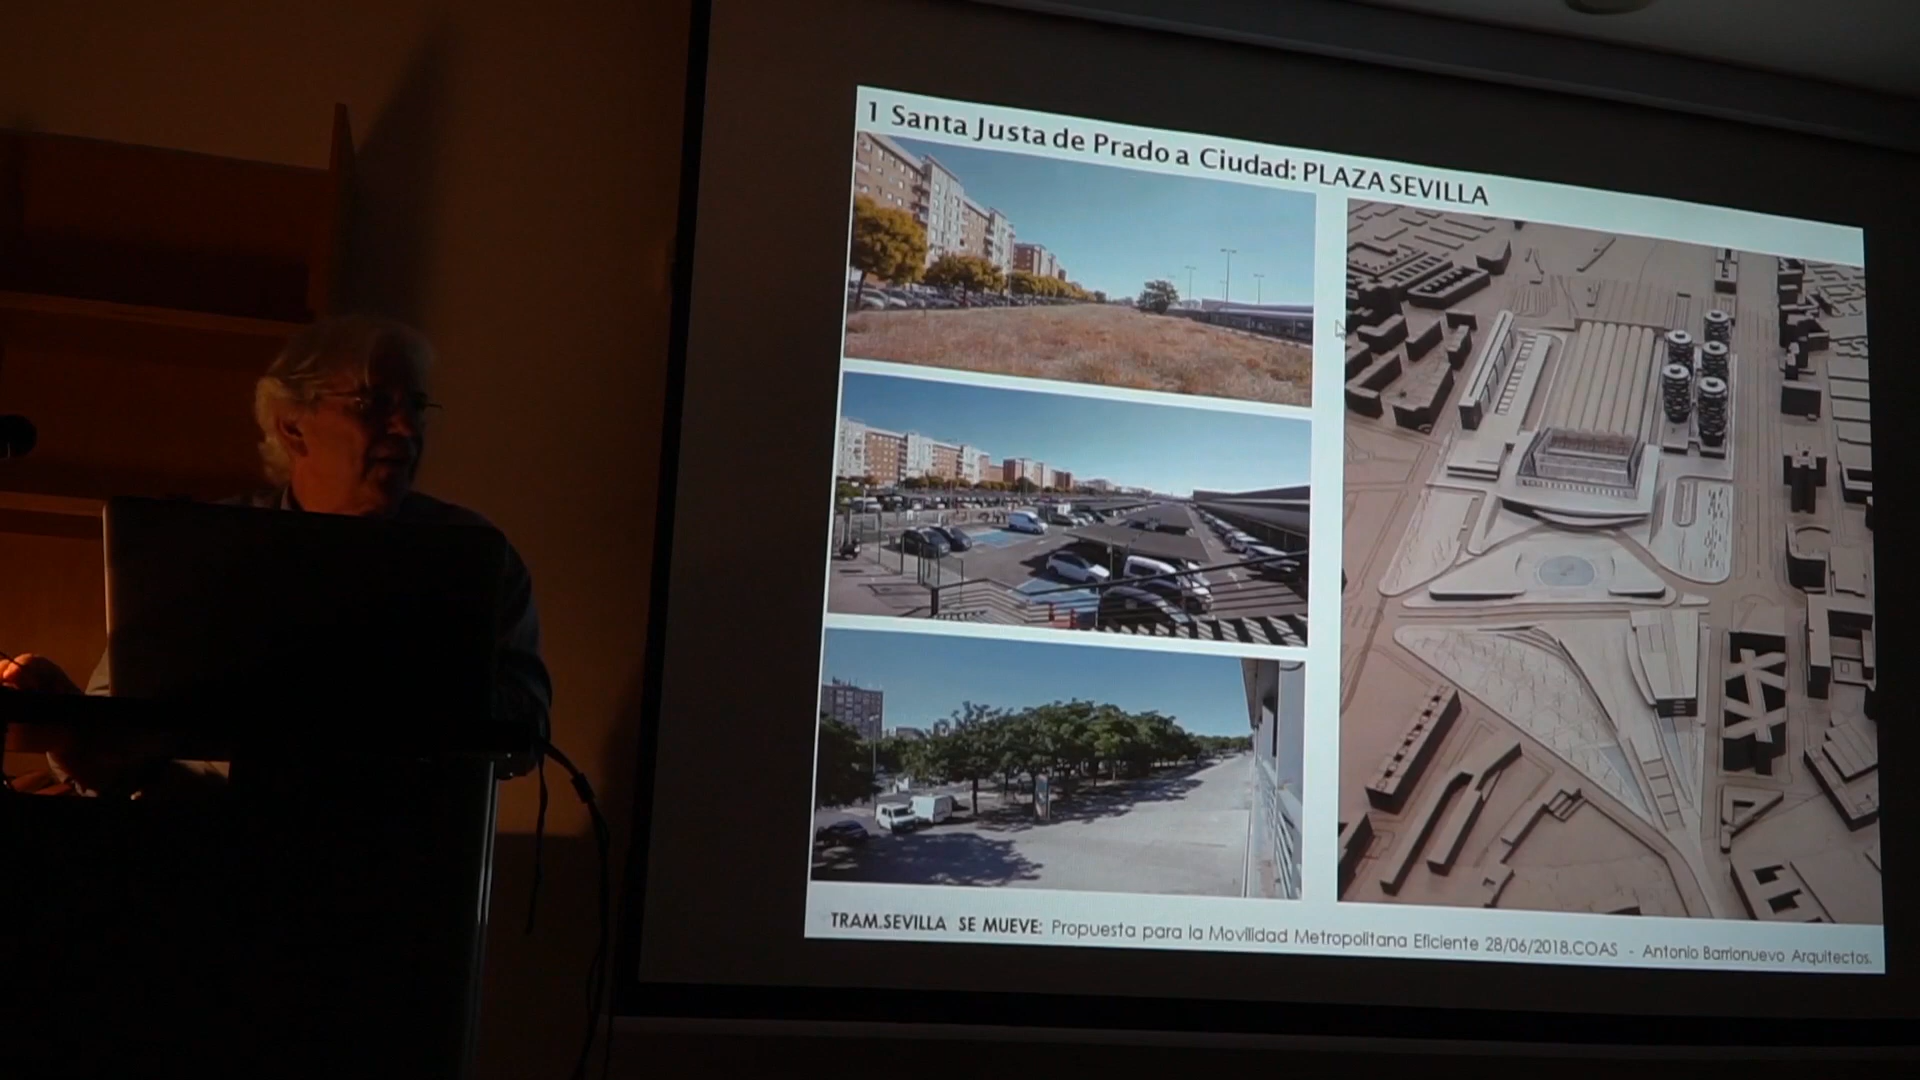 1 Santa Justa de Prado a Ciudad: PLAZA SEVILLA
TRAM.SEVILLA SE MUEVE: Propuesta para la Movilidad Metropolitana Eficiente 28/06/2018.COAS - Antonio Barrionuevo Arquitectos.